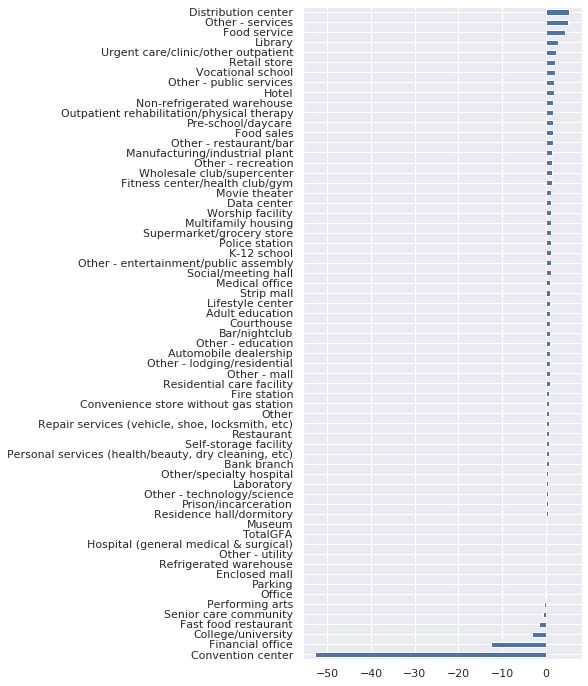 Distribution center
Other - services
Food service
Library
Urgent care/clinic/other outpatient
Retail store
Vocational school
Other - public services
Hotel
Non-refrigerated warehouse
Outpatient rehabilitation/physical therapy
Pre-school/daycare
Food sales
Other - restaurant/bar
Manufacturing/industrial plant
Other - recreation
Wholesale club/supercenter
Fitness center/health club/gym
Movie theater
Data center
Worship facility
Multifamily housing
Supermarket/grocery store
Police station
K-12 school
Other - entertainment/public assembly
Social/meeting hall
Medical office
Strip mall
Lifestyle center
Adult education
Courthouse
Bar/nightclub
Other - education
Automobile dealership
Other - lodging/residential
Other - mall
Residential care facility
Fire station
Convenience store without gas station
Other
Repair services (vehicle, shoe, locksmith, etc)
Restaurant
Self-storage facility
Personal services (health/beauty, dry cleaning, etc)
Bank branch
Other/specialty hospital
Laboratory
Other - technology/science
Prison/incarceration
Residence hall/dormitory
Museum
TotalGFA
Hospital (general medical & surgical)
Other - utility
Refrigerated warehouse
Enclosed mall
Parking
Office
Performing arts
Senior care community
Fast food restaurant
College/university
Financial office
Convention center
−50 −40 −30 −20 −10 0